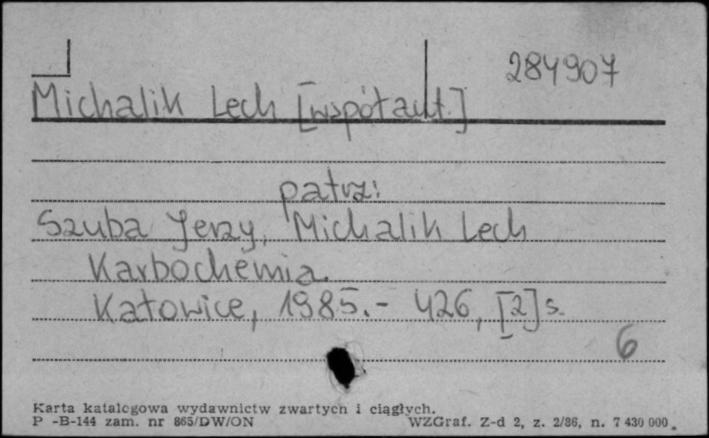 284907
Michalik Lech [współaut.]
patrz:
Szuba Jerzy, Michalik Lech
Karbochemia.
Katowice, 1985.- 426, [2] s.
6
Karta katalogowa wydawnictw zwartych i ciągłych.
P -B-144 zam. nr 865/DW/ON WZGraf. Z-d 2, z. 2/86, n. 7 430 000.